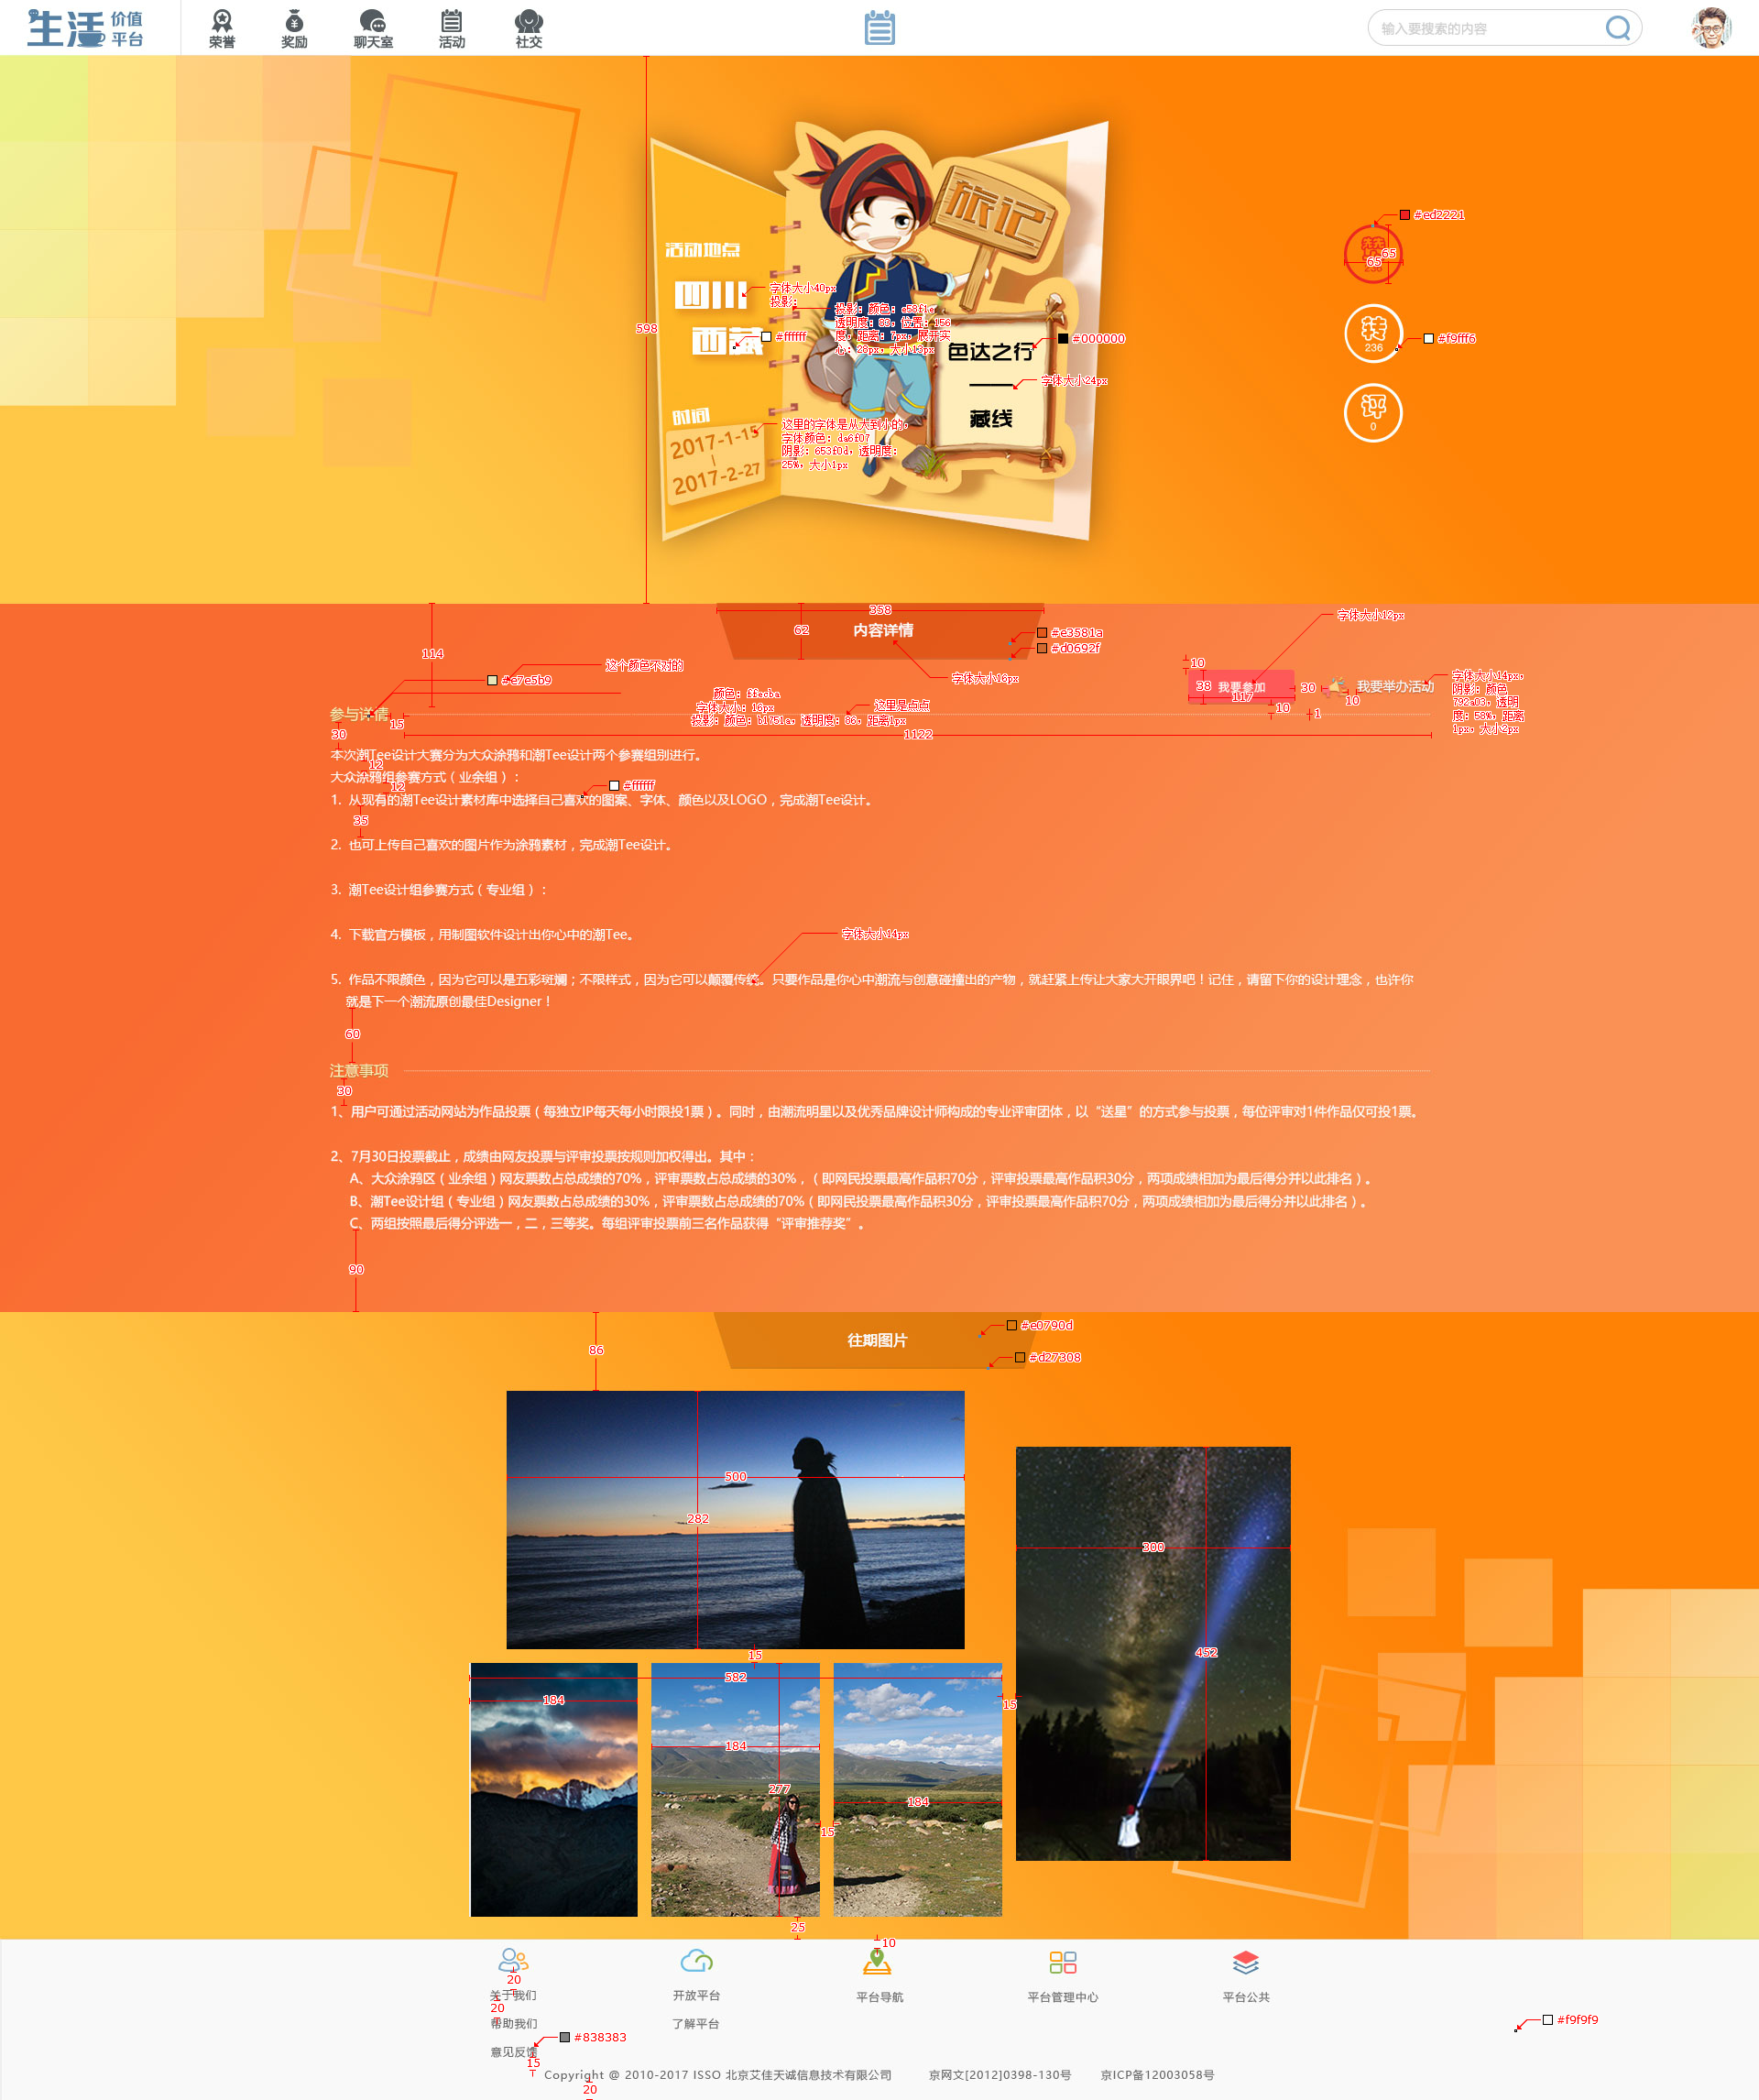 生活 价值平台
荣誉 奖励 聊天室 活动 社交
输入要搜索的内容
旅记
活动地点
四川
西藏
字体大小40px
投影:
投影: 颜色: e58f1e
透明度: 83, 位置: 156
度, 距离: 7px, 展开实
心: 28px, 大小13px
#ffffff
598
色达之行
藏线
#000000
字体大小24px
时间
2017-1-15
2017-2-27
这里的字体是从大到小的,
字体颜色: da6f07
阴影: 653f0d, 透明度:
25%, 大小1px
#ed2221
65
65
236
转
236
#f9fff6
评
0
358
62
内容详情
#e3581a
#d0692f
字体大小16px
114
这个颜色不对的
#e7e5b9
字体大小12px
10
38
我要参加
117
30
10
10
1
我要举办活动
字体大小14px,
阴影: 颜色
792a03, 透明
度: 58%, 距离
1px, 大小2px
字体大小: 16px
投影: 颜色: b1751a, 透明度: 86, 距离1px
这里是点点
参与详情
15
30
1122
本次潮Tee设计大赛分为大众涂鸦和潮Tee设计两个参赛组别进行。
12
大众涂鸦组参赛方式（业余组）：
12
#ffffff
1. 从现有的潮Tee设计素材库中选择自己喜欢的图案、字体、颜色以及LOGO，完成潮Tee设计。
35
2. 也可上传自己喜欢的图片作为涂鸦素材，完成潮Tee设计。
3. 潮Tee设计组参赛方式（专业组）：
4. 下载官方模板，用制图软件设计出你心中的潮Tee。
字体大小14px
5. 作品不限颜色，因为它可以是五彩斑斓；不限样式，因为它可以颠覆传统。只要作品是你心中潮流与创意碰撞出的产物，就赶紧上传让大家大开眼界吧！记住，请留下你的设计理念，也许你
就是下一个潮流原创最佳Designer！
60
注意事项
30
1、用户可通过活动网站为作品投票（每独立IP每天每小时限投1票）。同时，由潮流明星以及优秀品牌设计师构成的专业评审团体，以“送星”的方式参与投票，每位评审对1件作品仅可投1票。
2、7月30日投票截止，成绩由网友投票与评审投票按规则加权得出。其中：
A、大众涂鸦区（业余组）网友票数占总成绩的70%，评审票数占总成绩的30%，（即网民投票最高作品积70分，评审投票最高作品积30分，两项成绩相加为最后得分并以此排名）。
B、潮Tee设计组（专业组）网友票数占总成绩的30%，评审票数占总成绩的70%（即网民投票最高作品积30分，评审投票最高作品积70分，两项成绩相加为最后得分并以此排名）。
C、两组按照最后得分评选一，二，三等奖。每组评审投票前三名作品获得“评审推荐奖”。
90
86
往期图片
#e0790d
#d27308
500
282
300
452
15
582
184
184
277
184
15
15
25
10
20
关于我们 开放平台 平台导航 平台管理中心 平台公共
20
帮助我们 了解平台
#f9f9f9
#838383
意见反馈
15
Copyright @ 2010-2017 ISSO 北京艾佳天诚信息技术有限公司 京网文[2012]0398-130号 京ICP备12003058号
20